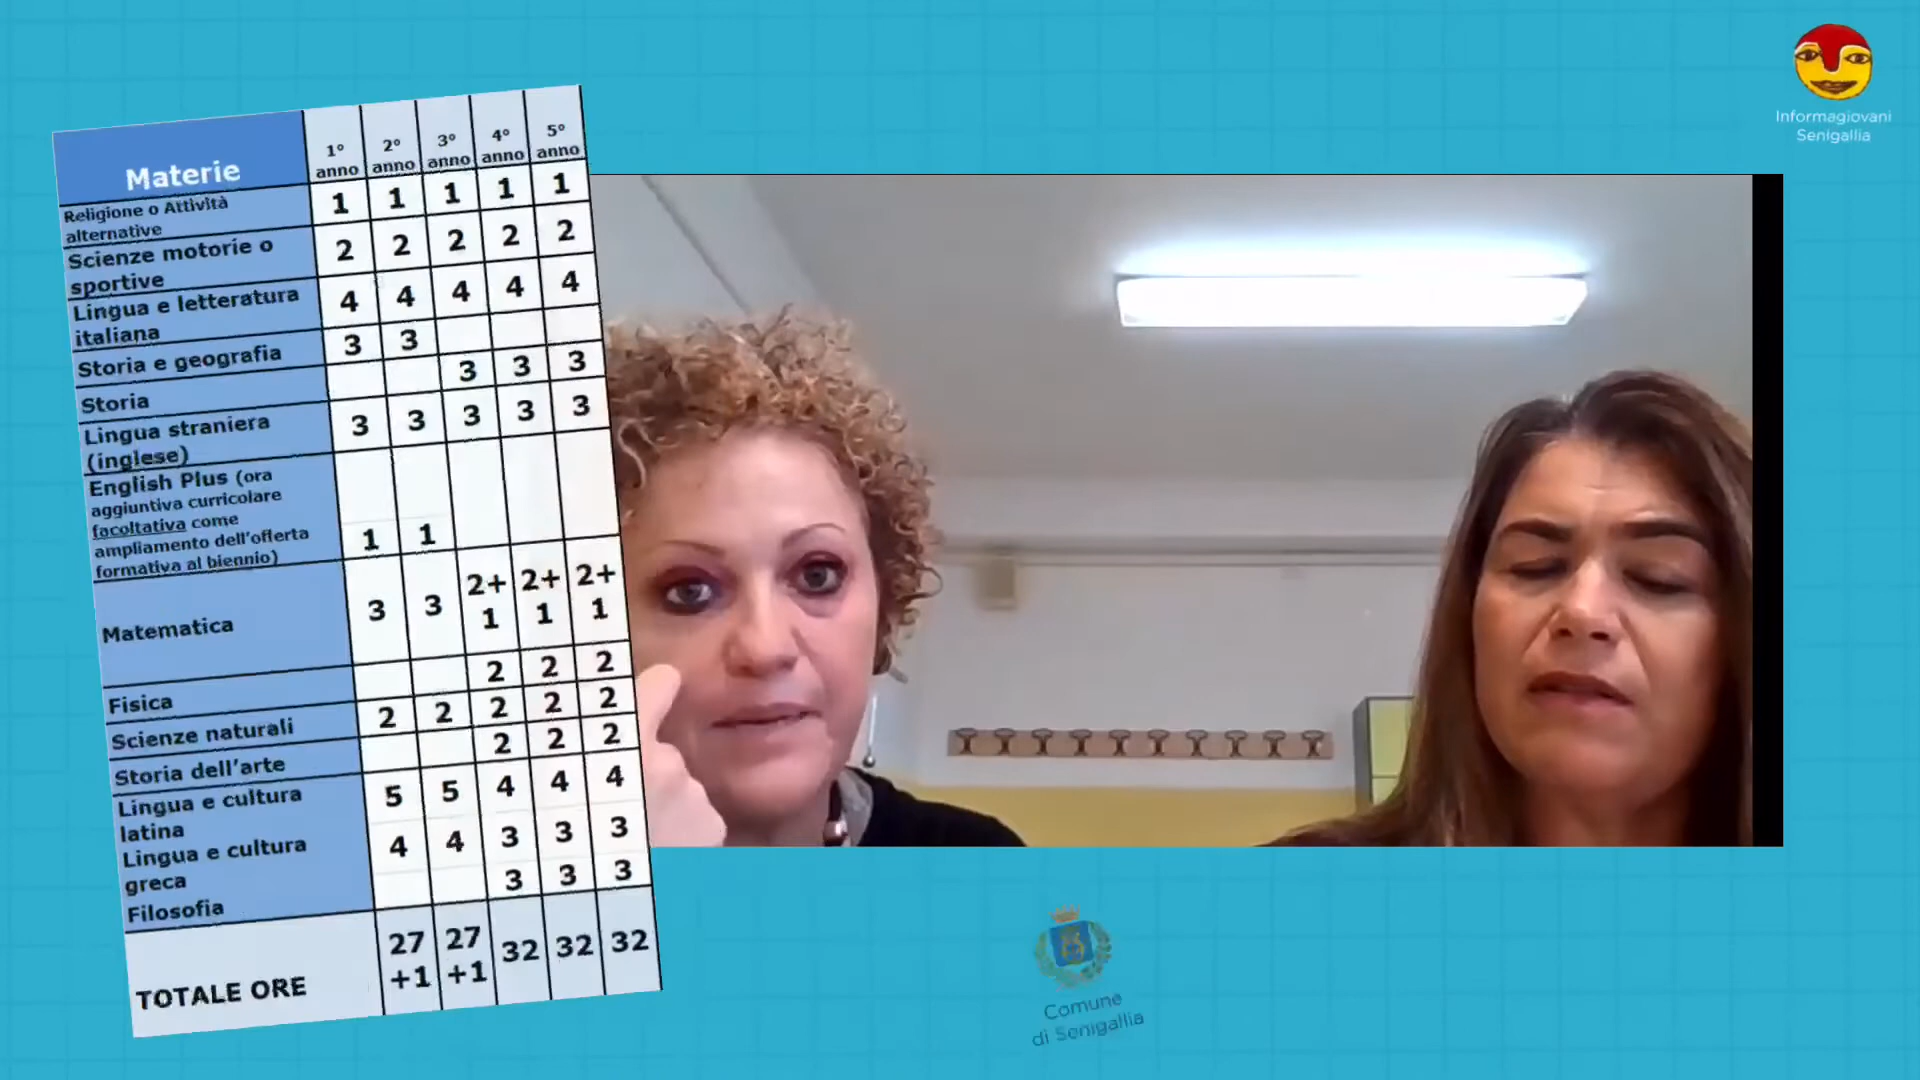 Materie 1° anno 2° anno 3° anno 4° anno 5° anno
Religione o Attività
alternative 1 1 1 1 1
Scienze motorie o
sportive 2 2 2 2 2
Lingua e letteratura
italiana 4 4 4 4 4
Storia e geografia 3 3
Storia 3 3 3
Lingua straniera
(inglese) 3 3 3 3 3
English Plus (ora
aggiuntiva curricolare
facoltativa come
ampliamento dell'offerta
formativa al biennio) 1 1
Matematica 3 3 2+1 2+1 2+1
Fisica 2 2 2
Scienze naturali 2 2 2 2 2
Storia dell'arte 2 2 2
Lingua e cultura
latina 5 5 4 4 4
Lingua e cultura
greca 4 4 3 3 3
Filosofia 3 3 3
TOTALE ORE 27+1 27+1 32 32 32
Informagiovani
Senigallia
Comune
di Senigallia